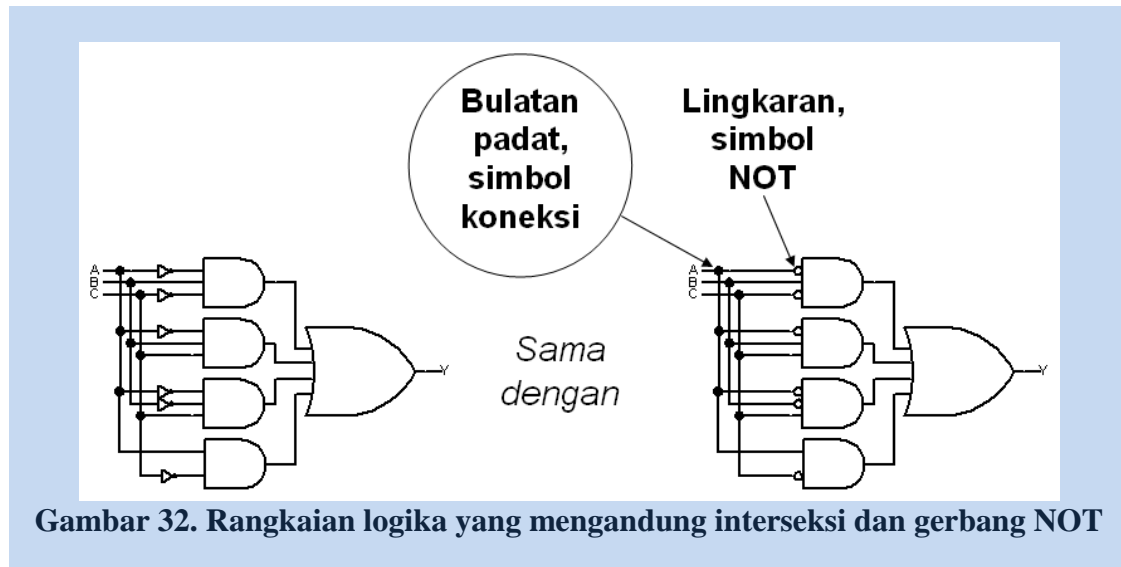 Bulatan
padat,
simbol
koneksi
Lingkaran,
simbol
NOT
A
B
C
Y
Sama
dengan
A
B
C
Y
Gambar 32. Rangkaian logika yang mengandung interseksi dan gerbang NOT